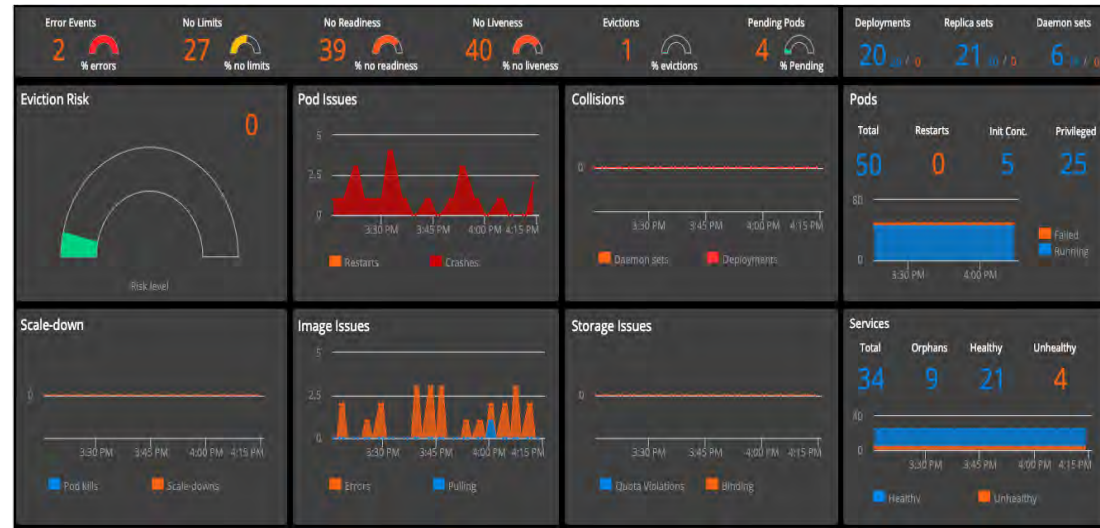 Error Events No Limits No Readiness No Liveness Evictions Pending Pods
2 27 39 40 1 4
% errors % no limits % no readiness % no liveness % evictions % Pending
Deployments Replica sets Daemon sets
20 / 0 21 / 0 6 /
Eviction Risk
0
Risk level
Pod Issues
5
2.5
0
3:30 PM 3:45 PM 4:00 PM 4:15 PM
Restarts Crashes
Collisions
0
3:30 PM 3:45 PM 4:00 PM 4:15 PM
Daemon sets Deployments
Pods
Total Restarts Init Cont. Privileged
50 0 5 25
60
Failed
Running
0
3:30 PM 4:00 PM
Scale-down
0
3:30 PM 3:45 PM 4:00 PM 4:15 PM
Pod kills Scale-downs
Image Issues
5
2.5
0
3:30 PM 3:45 PM 4:00 PM 4:15 PM
Errors Pulling
Storage Issues
0
3:30 PM 3:45 PM 4:00 PM 4:15 PM
Quota Violations Binding
Services
Total Orphans Healthy Unhealthy
34 9 21 4
0
3:30 PM 3:45 PM 4:00 PM 4:15 PM
Healthy Unhealthy